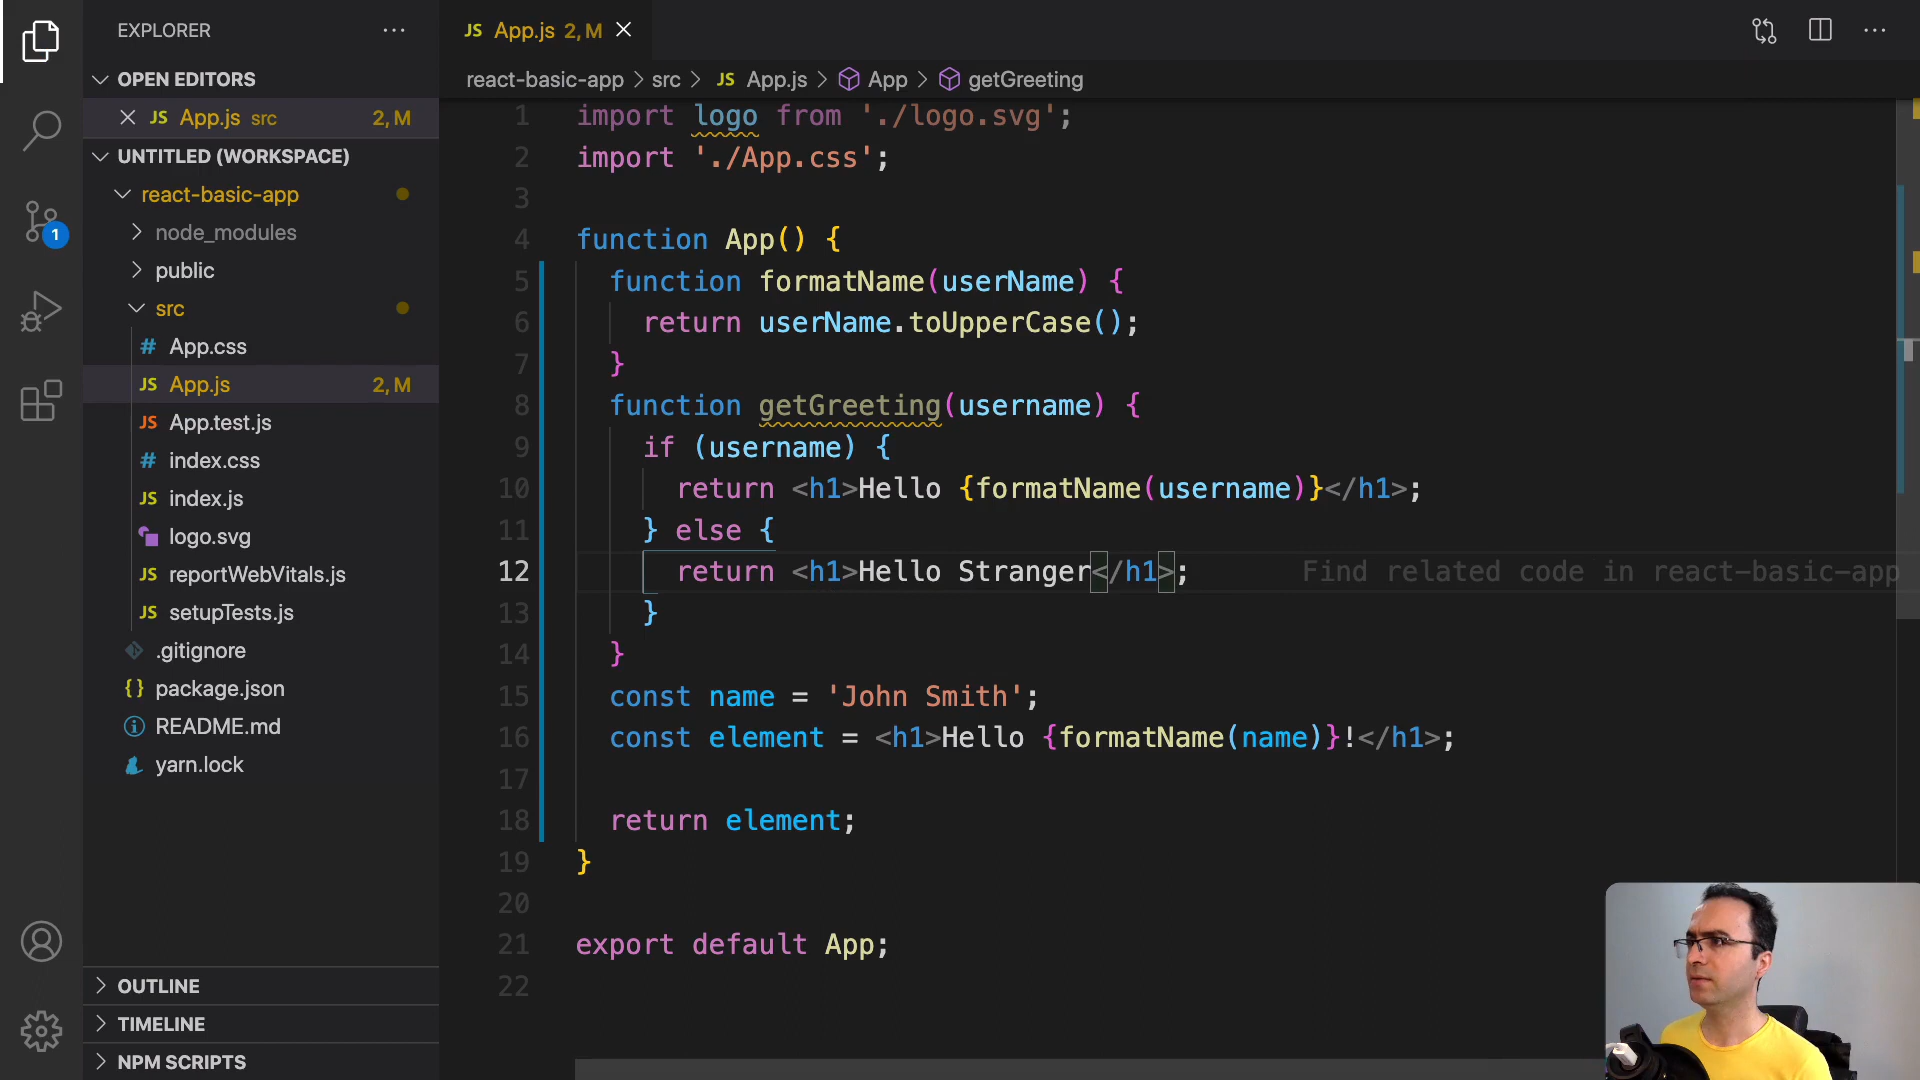 EXPLORER
OPEN EDITORS
JS App.js src 2, M
UNTITLED (WORKSPACE)
react-basic-app
node_modules
public
src
# App.css
JS App.js 2, M
JS App.test.js
# index.css
JS index.js
logo.svg
JS reportWebVitals.js
JS setupTests.js
.gitignore
{} package.json
README.md
yarn.lock
OUTLINE
TIMELINE
NPM SCRIPTS
1
JS App.js 2, M
react-basic-app > src > JS App.js > App > getGreeting
1 import logo from './logo.svg';
2 import './App.css';
3
4 function App() {
5 function formatName(userName) {
6 return userName.toUpperCase();
7 }
8 function getGreeting(username) {
9 if (username) {
10 return <h1>Hello {formatName(username)}</h1>;
11 } else {
12 return <h1>Hello Stranger</h1>; Find related code in react-basic-app
13 }
14 }
15 const name = 'John Smith';
16 const element = <h1>Hello {formatName(name)}!</h1>;
17
18 return element;
19 }
20
21 export default App;
22